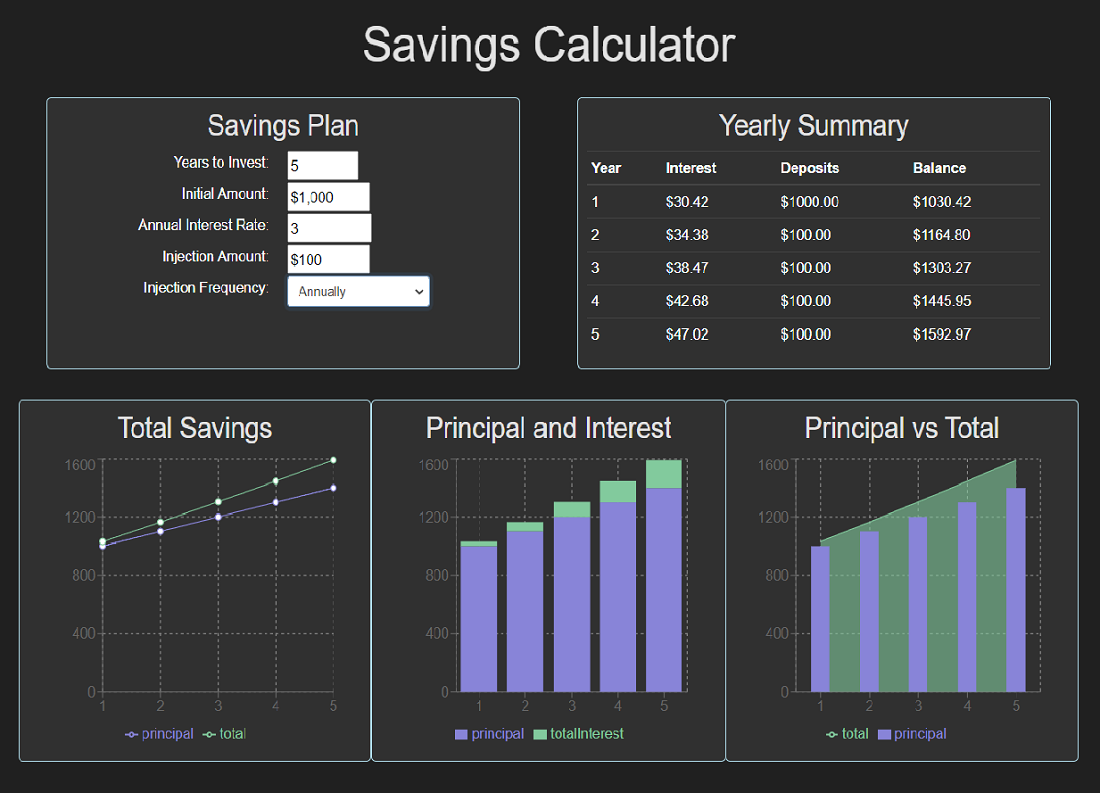 Savings Calculator
Savings Plan
Years to Invest: 5
Initial Amount: $1,000
Annual Interest Rate: 3
Injection Amount: $100
Injection Frequency: Annually
Yearly Summary
Year Interest Deposits Balance
1 $30.42 $1000.00 $1030.42
2 $34.38 $100.00 $1164.80
3 $38.47 $100.00 $1303.27
4 $42.68 $100.00 $1445.95
5 $47.02 $100.00 $1592.97
Total Savings
1600
1200
800
400
0
1 2 3 4 5
principal total
Principal and Interest
1600
1200
800
400
0
1 2 3 4 5
principal totalInterest
Principal vs Total
1600
1200
800
400
0
1 2 3 4 5
total principal